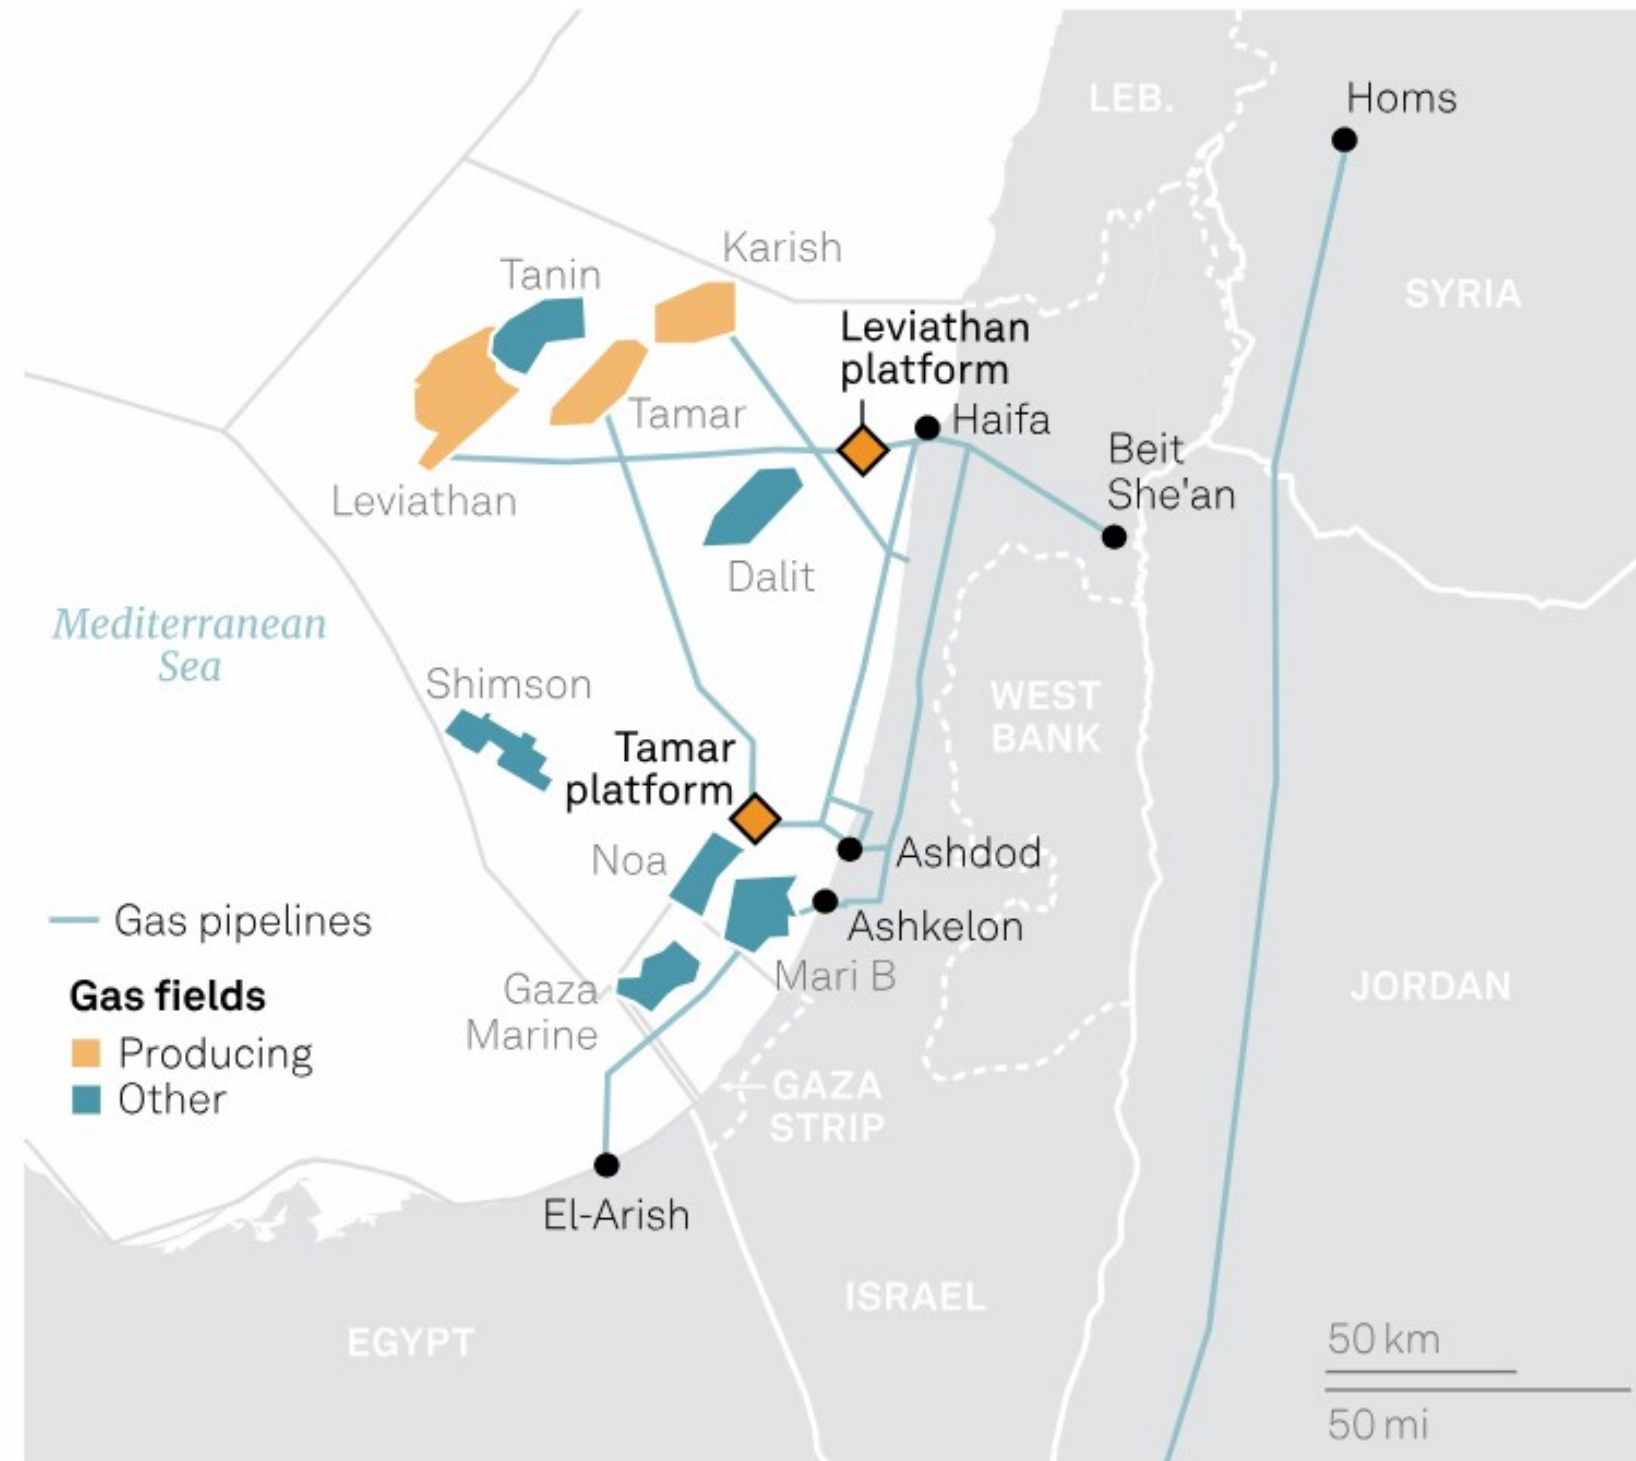 LEB.
Homs
Karish
Tanin
SYRIA
Leviathan
platform
Tamar
Haifa
Beit
She'an
Leviathan
Dalit
Mediterranean
Sea
Shimson
WEST
BANK
Tamar
platform
Noa
Ashdod
Gas pipelines
Ashkelon
Mari B
Gas fields
Gaza
Marine
JORDAN
Producing
Other
GAZA
STRIP
El-Arish
ISRAEL
EGYPT
50 km
50 mi